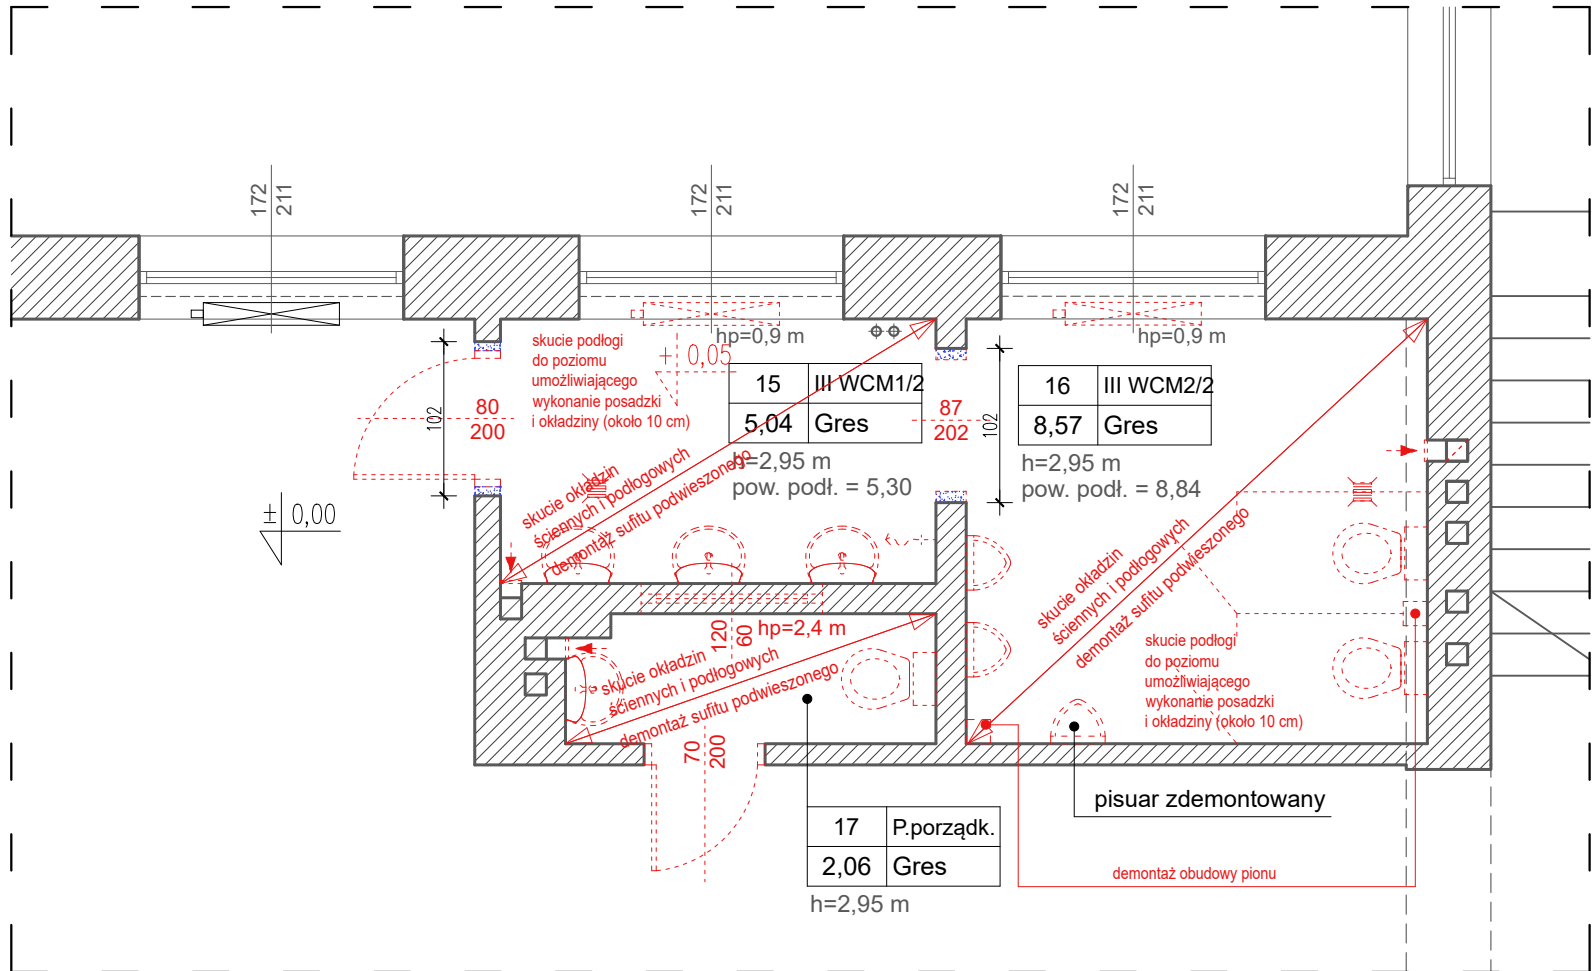 172
211
172
211
172
211
hp=0,9 m
hp=0,9 m
skucie podłogi
do poziomu
umożliwiającego
wykonanie posadzki
i okładziny (około 10 cm)
+ 0,05
15 III WCM1/2
5,04 Gres
h=2,95 m
pow. podł. = 5,30
16 III WCM2/2
8,57 Gres
h=2,95 m
pow. podł. = 8,84
102
80
200
87
202
102
± 0,00
skucie okładzin
ściennych i podłogowych
demontaż sufitu podwieszonego
skucie okładzin
ściennych i podłogowych
demontaż sufitu podwieszonego
120
60
hp=2,4 m
skucie okładzin
ściennych i podłogowych
demontaż sufitu podwieszonego
skucie podłogi
do poziomu
umożliwiającego
wykonanie posadzki
i okładziny (około 10 cm)
70
200
pisuar zdemontowany
17 P.porządk.
2,06 Gres
h=2,95 m
demontaż obudowy pionu